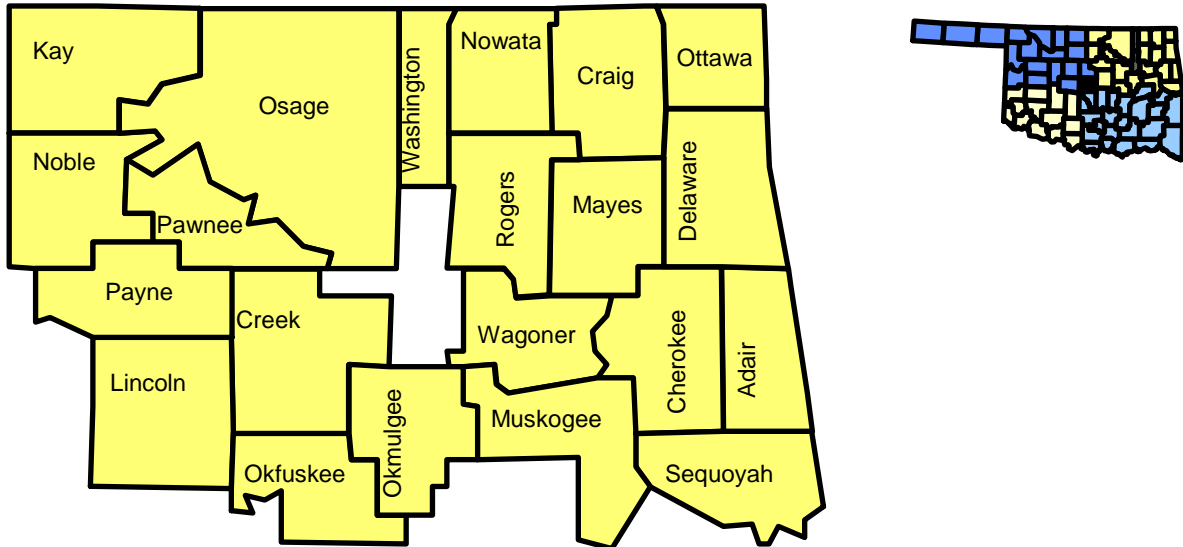 Kay
Nowata
Ottawa
Craig
Osage
Washington
Noble
Delaware
Mayes
Rogers
Pawnee
Payne
Creek
Wagoner
Cherokee
Adair
Lincoln
Okmulgee
Muskogee
Okfuskee
Sequoyah